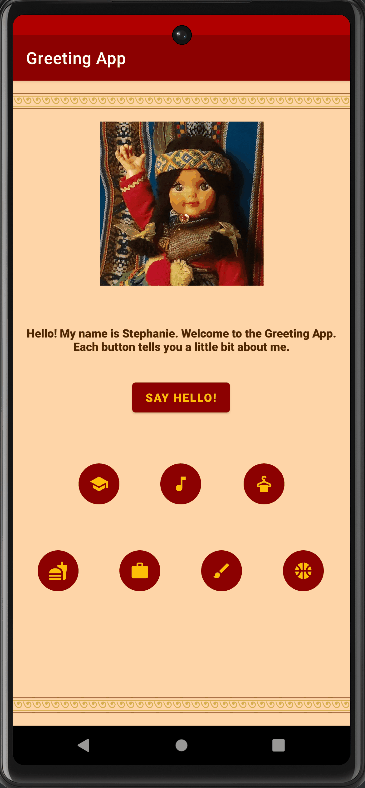 Greeting App
Hello! My name is Stephanie. Welcome to the Greeting App.
Each button tells you a little bit about me.
SAY HELLO!